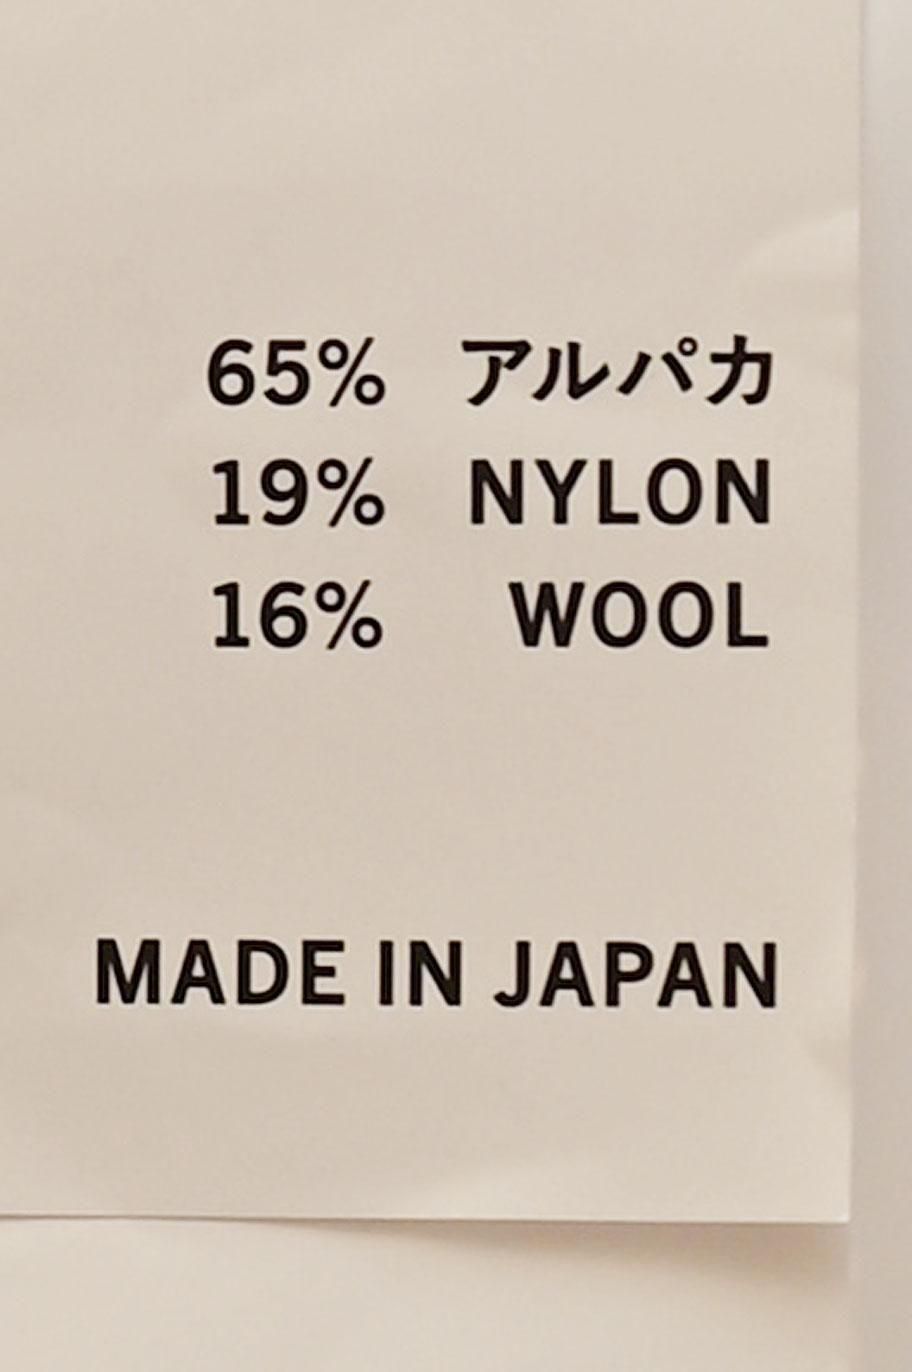 65% アルパカ
19% NYLON
16% WOOL
MADE IN JAPAN